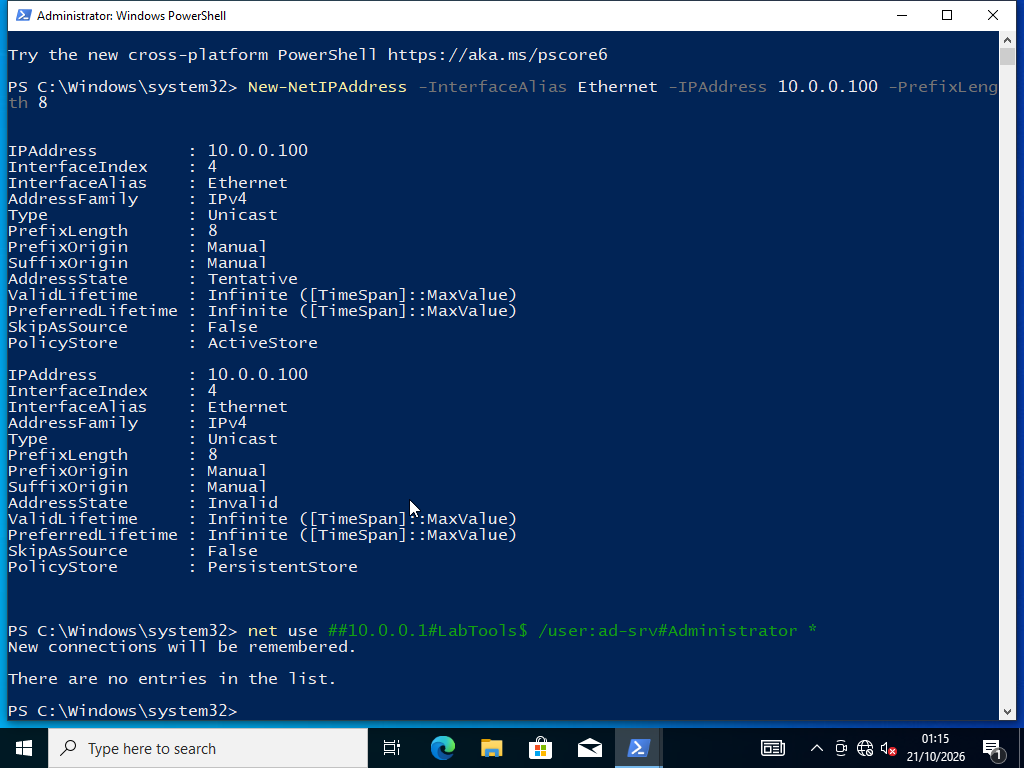 Administrator: Windows PowerShell
Try the new cross-platform PowerShell https://aka.ms/pscore6
PS C:\Windows\system32> New-NetIPAddress -InterfaceAlias Ethernet -IPAddress 10.0.0.100 -PrefixLeng
th 8
IPAddress         : 10.0.0.100
InterfaceIndex    : 4
InterfaceAlias    : Ethernet
AddressFamily     : IPv4
Type              : Unicast
PrefixLength      : 8
PrefixOrigin      : Manual
SuffixOrigin      : Manual
AddressState      : Tentative
ValidLifetime     : Infinite ([TimeSpan]::MaxValue)
PreferredLifetime : Infinite ([TimeSpan]::MaxValue)
SkipAsSource      : False
PolicyStore       : ActiveStore
IPAddress         : 10.0.0.100
InterfaceIndex    : 4
InterfaceAlias    : Ethernet
AddressFamily     : IPv4
Type              : Unicast
PrefixLength      : 8
PrefixOrigin      : Manual
SuffixOrigin      : Manual
AddressState      : Invalid
ValidLifetime     : Infinite ([TimeSpan]::MaxValue)
PreferredLifetime : Infinite ([TimeSpan]::MaxValue)
SkipAsSource      : False
PolicyStore       : PersistentStore
PS C:\Windows\system32> net use ##10.0.0.1#LabTools$ /user:ad-srv#Administrator *
New connections will be remembered.
There are no entries in the list.
PS C:\Windows\system32>
Type here to search
01:15
21/10/2026
1